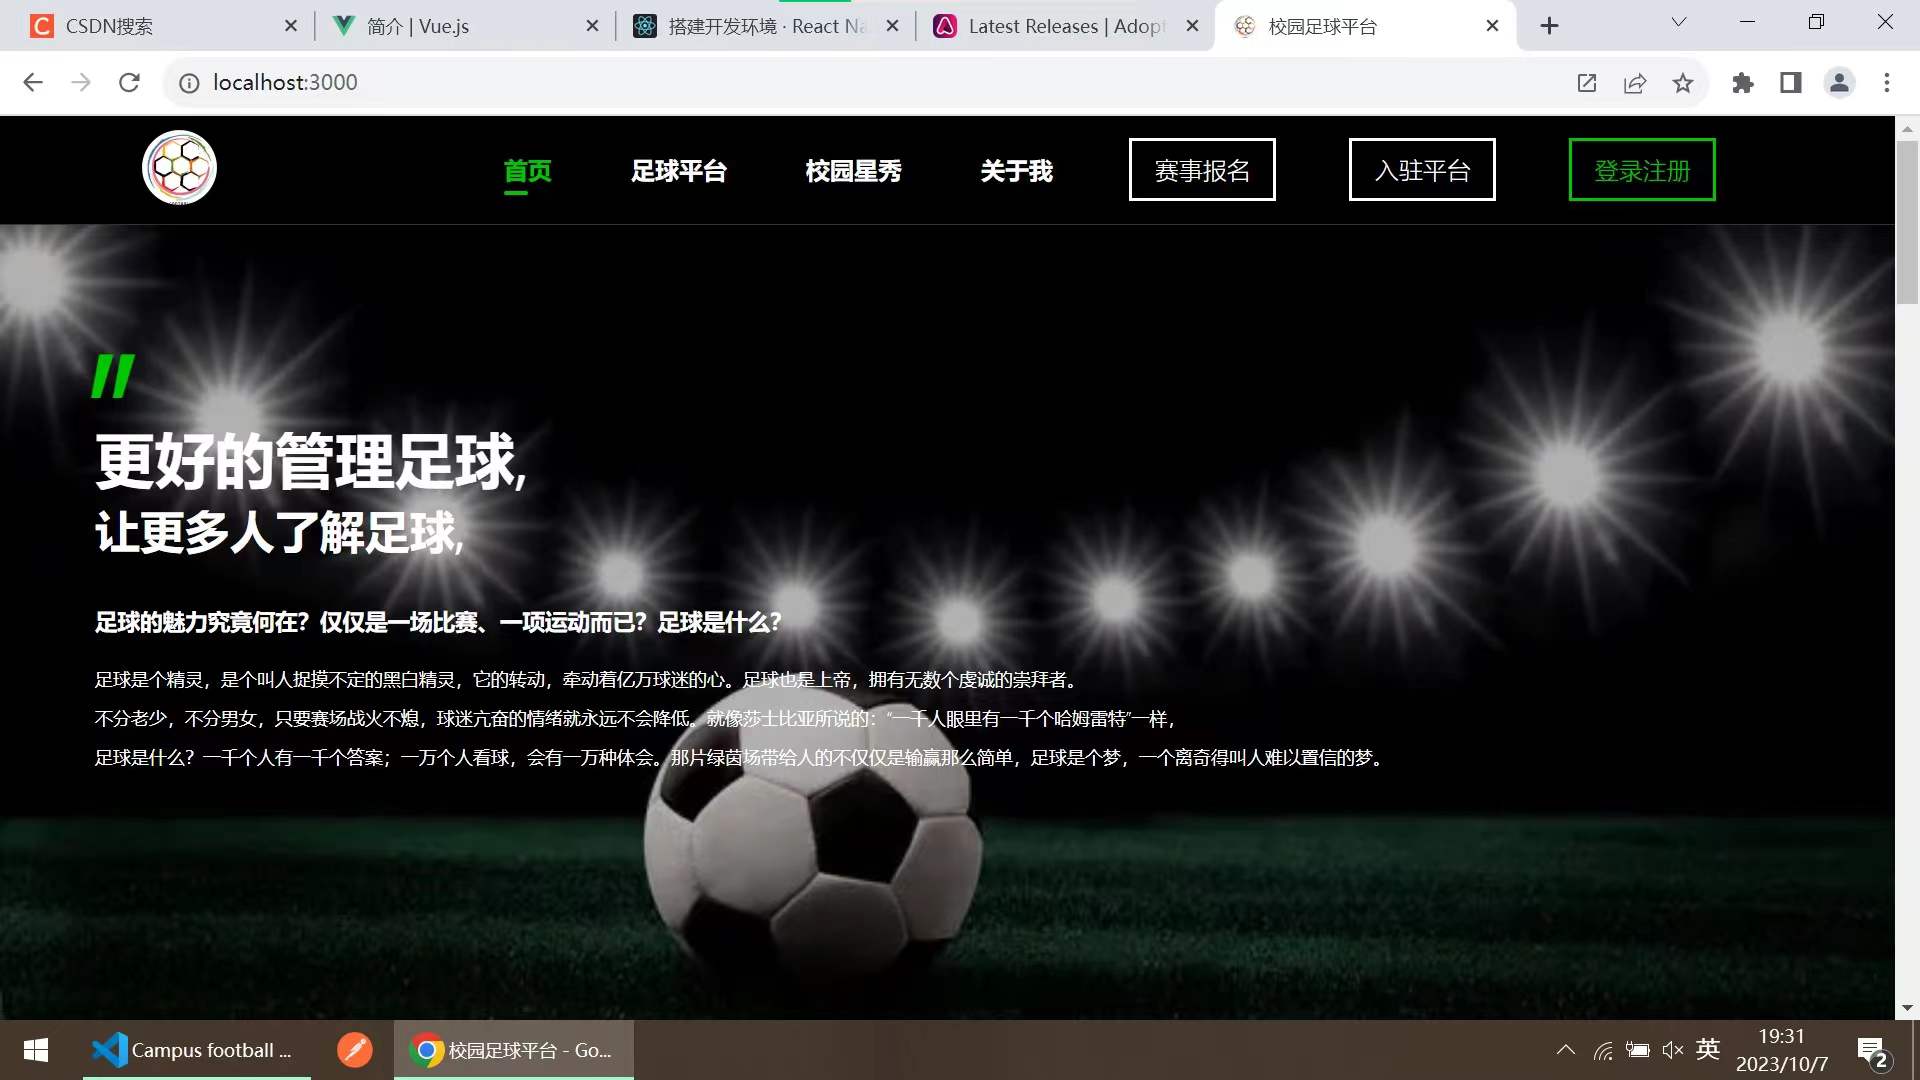 CSDN搜索
简介 | Vue.js
搭建开发环境 · React Na
Latest Releases | Adopt
校园足球平台
localhost:3000
首页
足球平台
校园星秀
关于我
赛事报名
入驻平台
登录注册
更好的管理足球,
让更多人了解足球,
足球的魅力究竟何在？仅仅是一场比赛、一项运动而已？足球是什么？
足球是个精灵，是个叫人捉摸不定的黑白精灵，它的转动，牵动着亿万球迷的心。足球也是上帝，拥有无数个虔诚的崇拜者。
不分老少，不分男女，只要赛场战火不熄，球迷亢奋的情绪就永远不会降低。就像莎士比亚所说的：“一千人眼里有一千个哈姆雷特”一样，
足球是什么？一千个人有一千个答案；一万个人看球，会有一万种体会。那片绿茵场带给人的不仅仅是输赢那么简单，足球是个梦，一个离奇得叫人难以置信的梦。
Campus football ...
校园足球平台 - Go...
英
19:31
2023/10/7
2